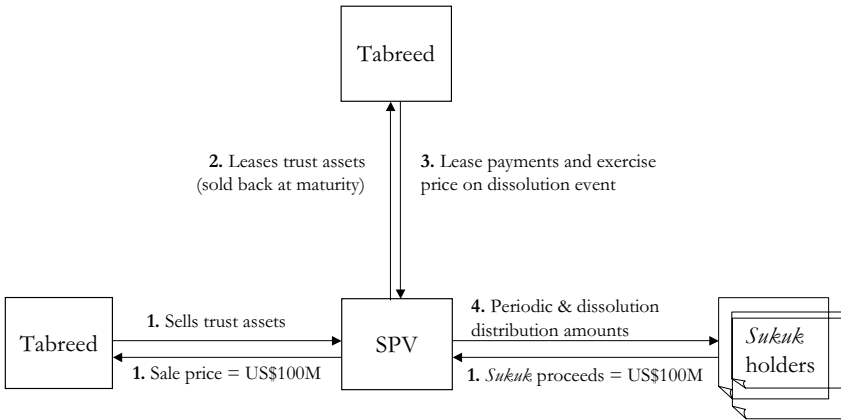 Tabreed
2. Leases trust assets
(sold back at maturity)
3. Lease payments and exercise
price on dissolution event
Tabreed
1. Sells trust assets
1. Sale price = US$100M
SPV
4. Periodic & dissolution
distribution amounts
1. Sukuk proceeds = US$100M
Sukuk
holders